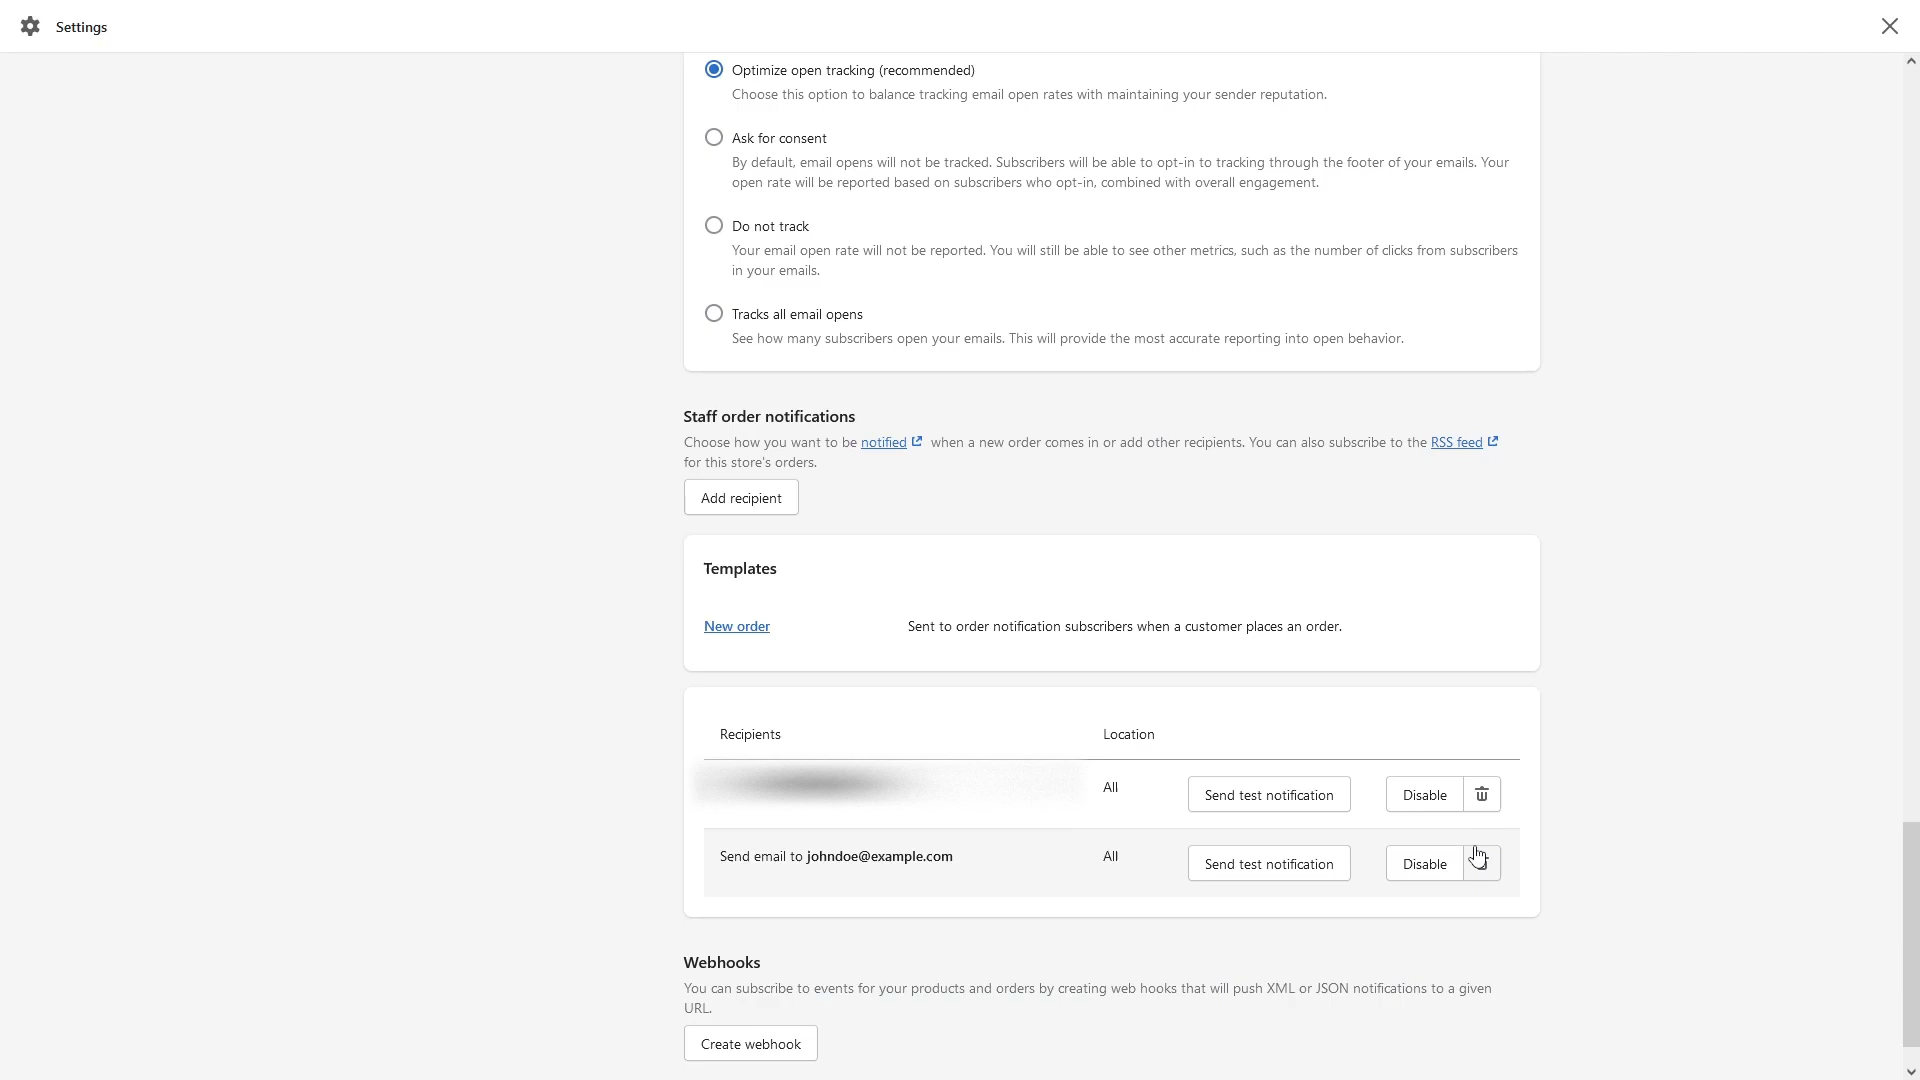 Settings
Optimize open tracking (recommended)
Choose this option to balance tracking email open rates with maintaining your sender reputation.
Ask for consent
By default, email opens will not be tracked. Subscribers will be able to opt-in to tracking through the footer of your emails. Your
open rate will be reported based on subscribers who opt-in, combined with overall engagement.
Do not track
Your email open rate will not be reported. You will still be able to see other metrics, such as the number of clicks from subscribers
in your emails.
Tracks all email opens
See how many subscribers open your emails. This will provide the most accurate reporting into open behavior.
Staff order notifications
Choose how you want to be notified when a new order comes in or add other recipients. You can also subscribe to the RSS feed
for this store's orders.
Add recipient
Templates
New order Sent to order notification subscribers when a customer places an order.
Recipients Location
All Send test notification Disable
Send email to johndoe@example.com All Send test notification Disable
Webhooks
You can subscribe to events for your products and orders by creating web hooks that will push XML or JSON notifications to a given
URL.
Create webhook